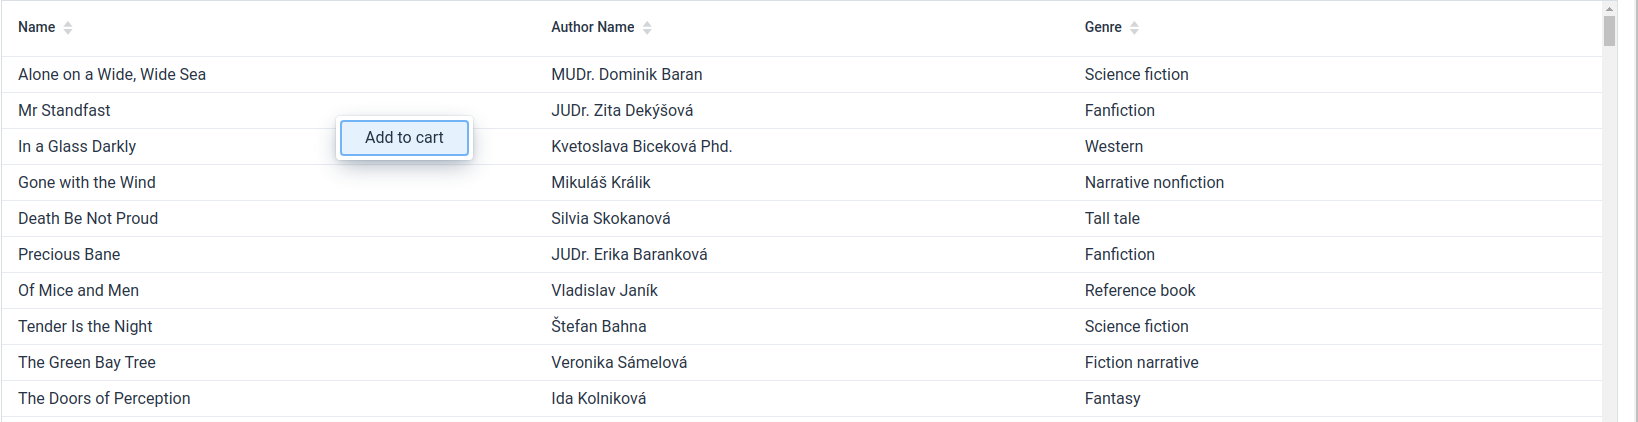 Name Author Name Genre
Alone on a Wide, Wide Sea MUDr. Dominik Baran Science fiction
Mr Standfast JUDr. Zita Dekýšová Fanfiction
Add to cart
In a Glass Darkly Kvetoslava Biceková Phd. Western
Gone with the Wind Mikuláš Králik Narrative nonfiction
Death Be Not Proud Silvia Skokanová Tall tale
Precious Bane JUDr. Erika Baranková Fanfiction
Of Mice and Men Vladislav Janík Reference book
Tender Is the Night Štefan Bahna Science fiction
The Green Bay Tree Veronika Sámelová Fiction narrative
The Doors of Perception Ida Kolniková Fantasy